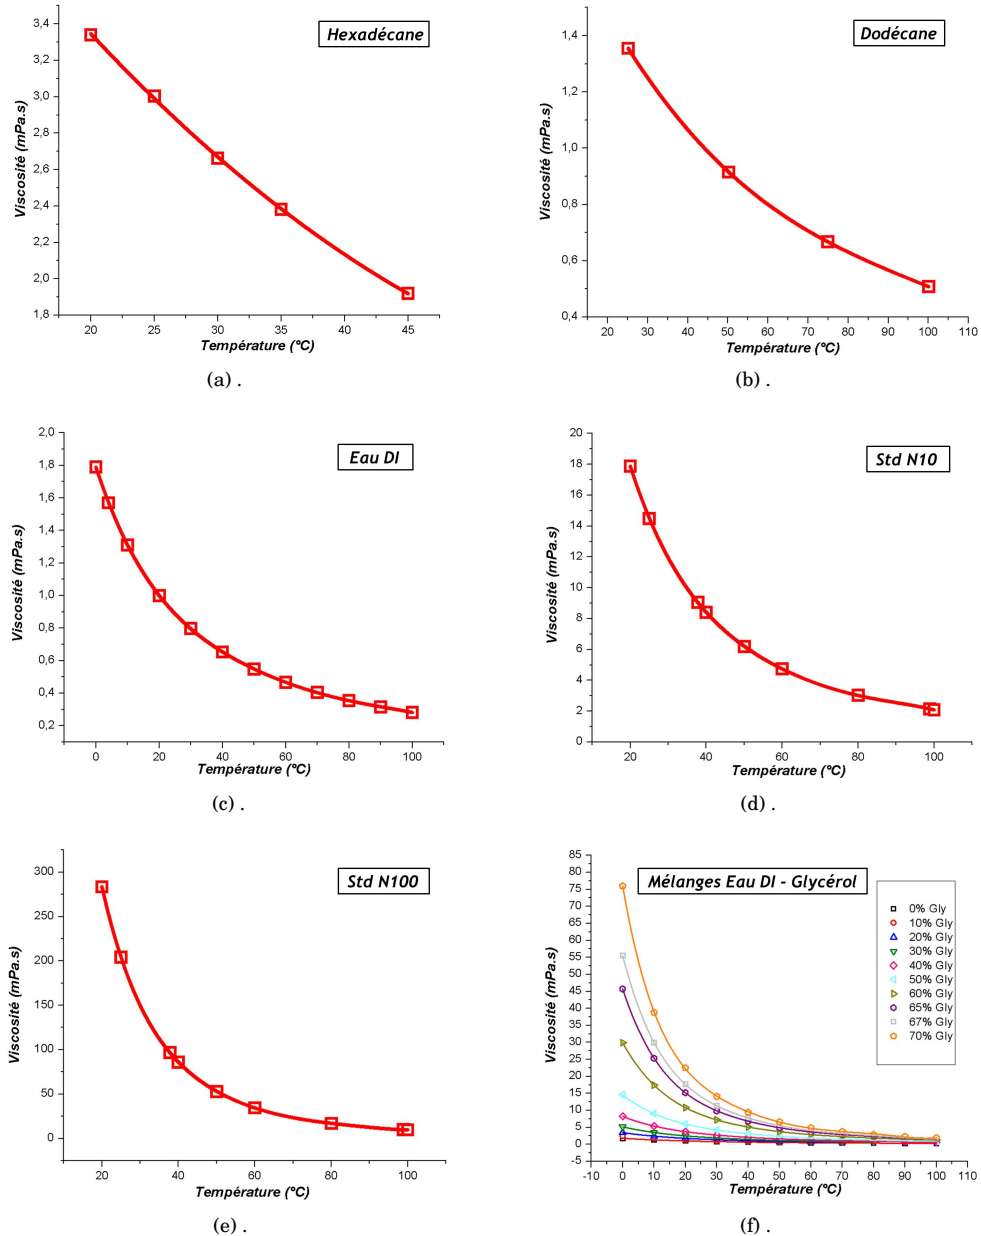 Hexadécane
3,4
3,2
3,0
2,8
2,6
2,4
2,2
2,0
1,8
Viscosité (mPa.s)
20 25 30 35 40 45
Température (°C)
(a) .
Dodécane
1,4
1,2
1,0
0,8
0,6
0,4
Viscosité (mPa.s)
20 30 40 50 60 70 80 90 100 110
Température (°C)
(b) .
Eau DI
2,0
1,8
1,6
1,4
1,2
1,0
0,8
0,6
0,4
0,2
Viscosité (mPa.s)
0 20 40 60 80 100
Température (°C)
(c) .
Std N10
20
18
16
14
12
10
8
6
4
2
0
Viscosité (mPa.s)
20 40 60 80 100
Température (°C)
(d) .
Std N100
300
250
200
150
100
50
0
Viscosité (mPa.s)
20 40 60 80 100
Température (°C)
(e) .
Mélanges Eau DI - Glycérol
85
80
75
70
65
60
55
50
45
40
35
30
25
20
15
10
5
0
-5
Viscosité (mPa.s)
0% Gly
10% Gly
20% Gly
30% Gly
40% Gly
50% Gly
60% Gly
65% Gly
67% Gly
70% Gly
-10 0 10 20 30 40 50 60 70 80 90 100 110
Température (°C)
(f) .